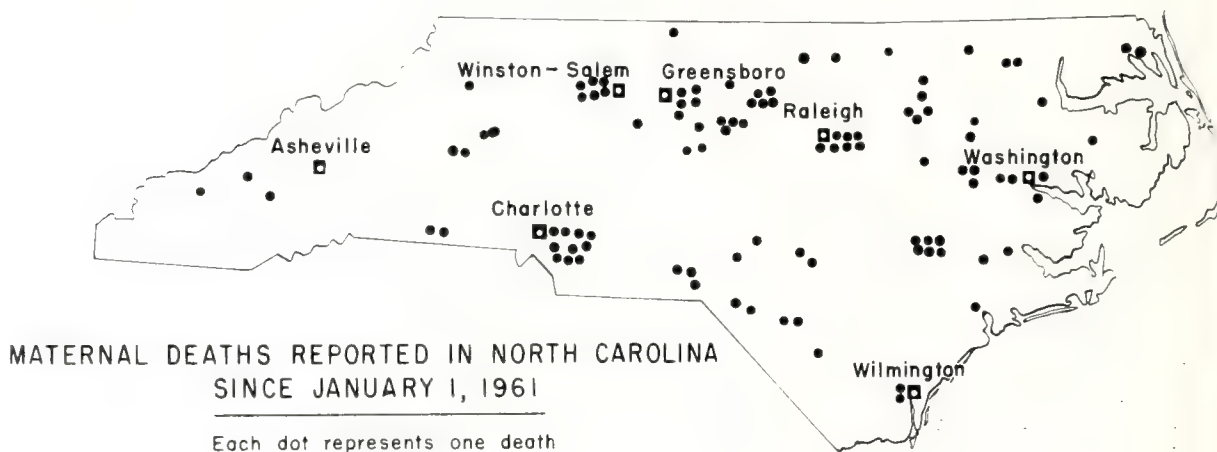 Winston-Salem
Greensboro
Raleigh
Asheville
Washington
Charlotte
Wilmington
MATERNAL DEATHS REPORTED IN NORTH CAROLINA
SINCE JANUARY 1, 1961
Each dot represents one death